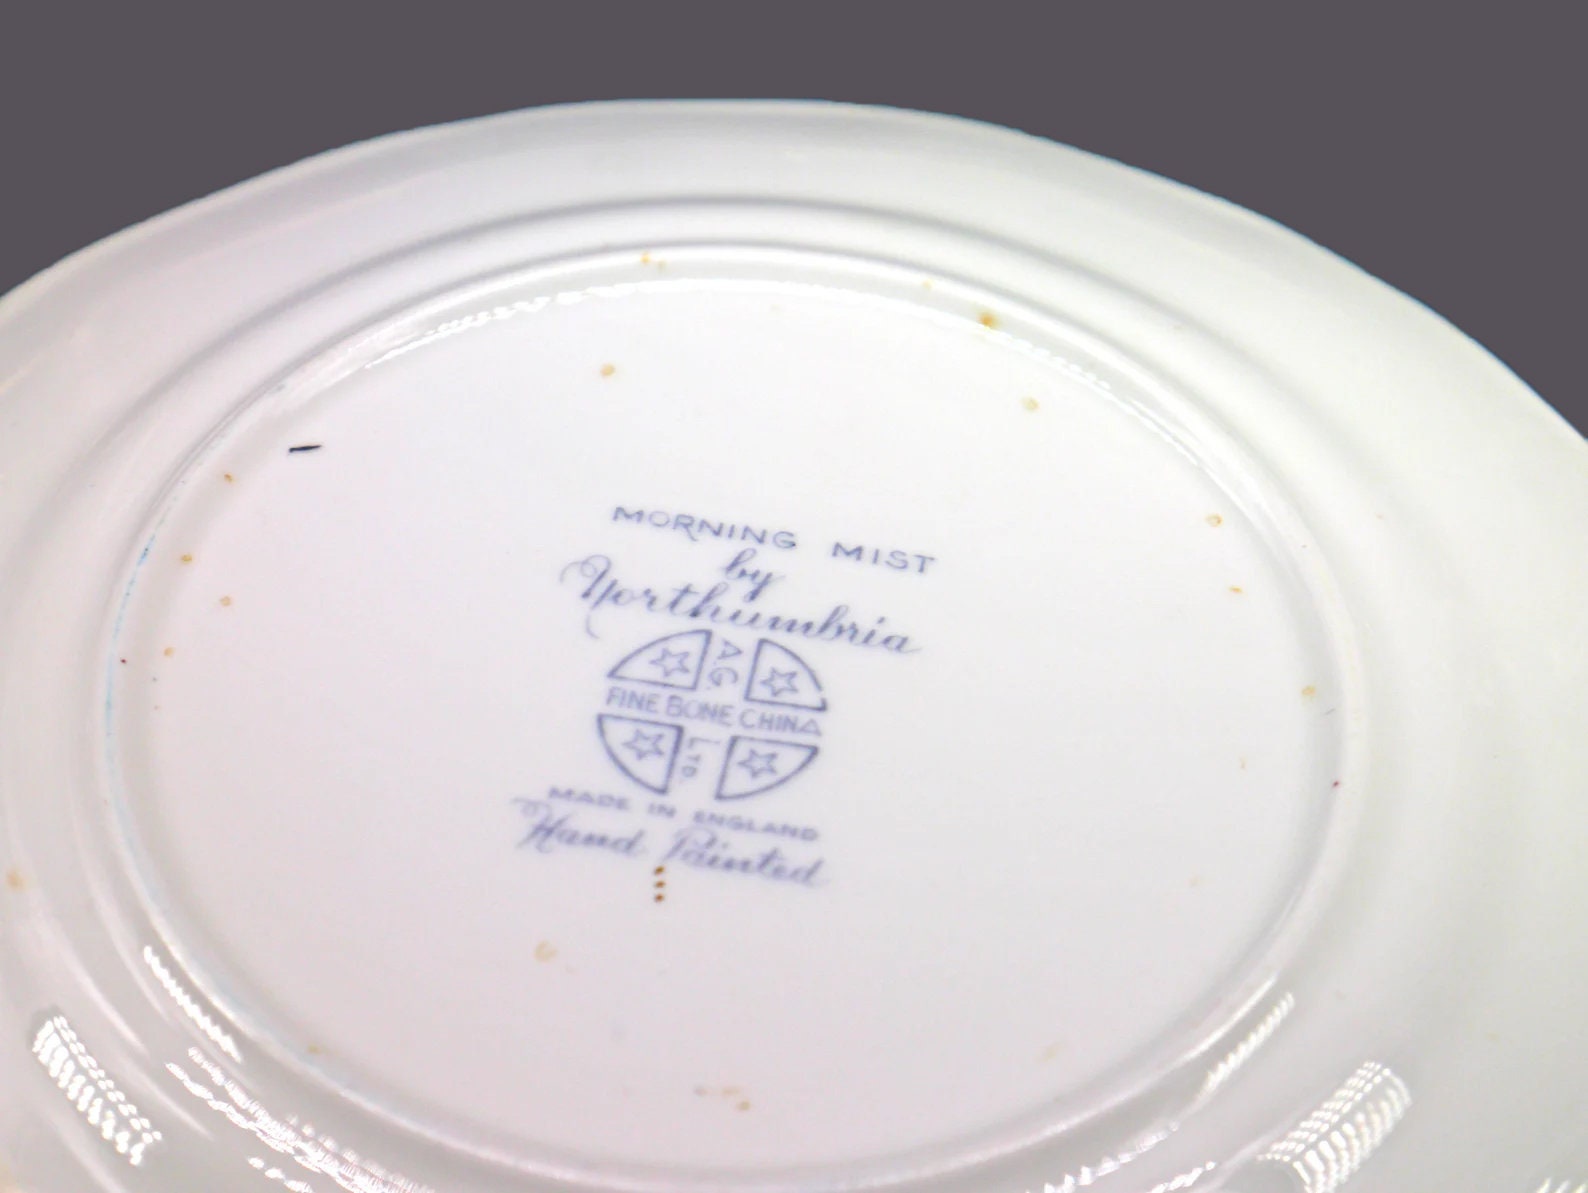 MORNING MIST
by
Northumbria
A.G.
FINE BONE CHINA
LTD.
MADE IN ENGLAND
Hand Painted